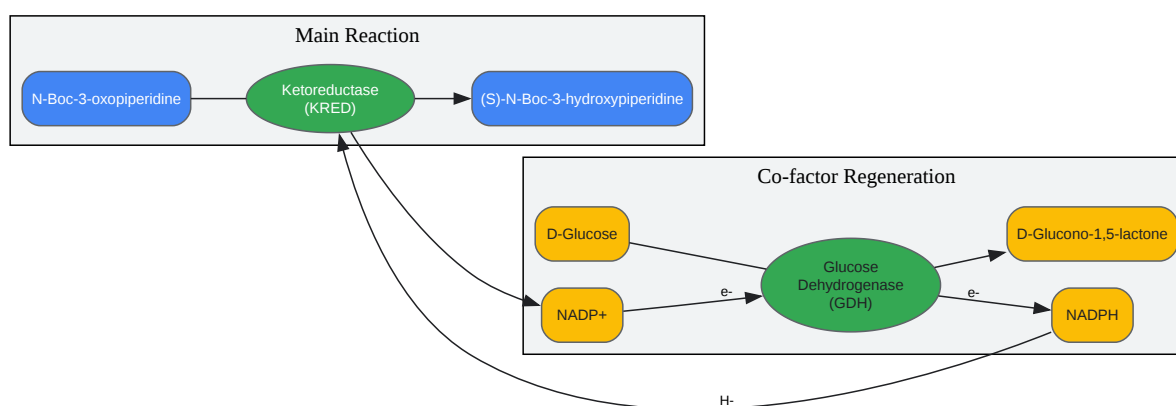 Main Reaction
N-Boc-3-oxopiperidine
Ketoreductase
(KRED)
(S)-N-Boc-3-hydroxypiperidine
Co-factor Regeneration
D-Glucose
D-Glucono-1,5-lactone
Glucose
Dehydrogenase
(GDH)
NADP+
e-
e-
NADPH
H-